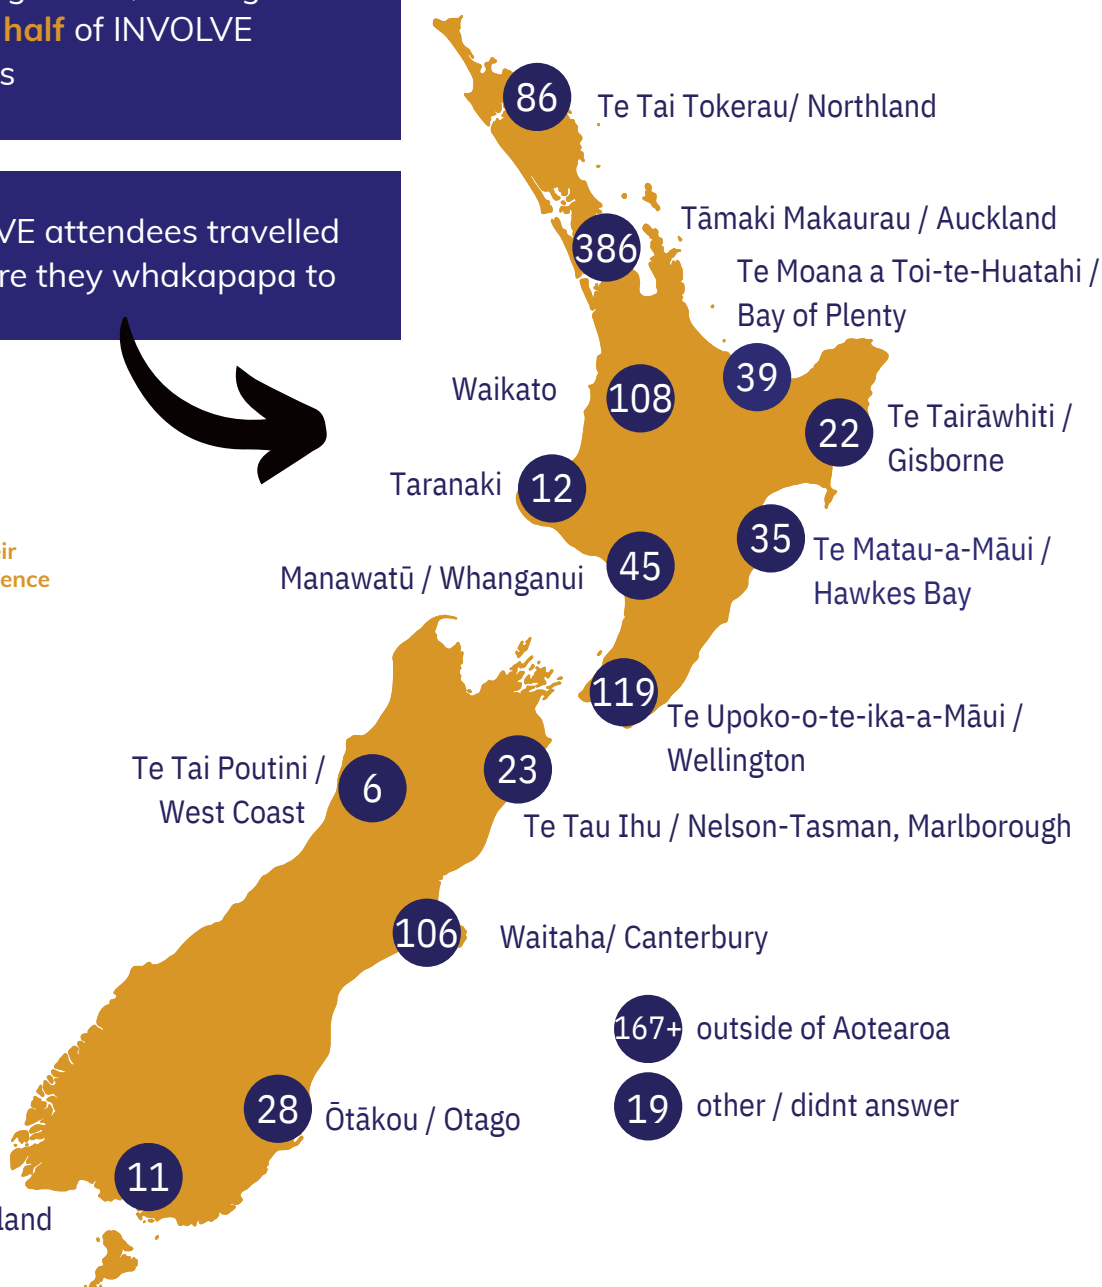 half of INVOLVE
s
VE attendees travelled
re they whakapapa to
86
Te Tai Tokerau/ Northland
386
Tāmaki Makaurau / Auckland
Te Moana a Toi-te-Huatahi /
Bay of Plenty
39
Waikato
108
22
Te Tairāwhiti /
Gisborne
Taranaki
12
35
Te Matau-a-Māui /
Hawkes Bay
eir
ence
Manawatū / Whanganui
45
119
Te Upoko-o-te-ika-a-Māui /
Wellington
Te Tai Poutini /
West Coast
6
23
Te Tau Ihu / Nelson-Tasman, Marlborough
106
Waitaha/ Canterbury
167+ outside of Aotearoa
19 other / didnt answer
28
Ōtākou / Otago
11
land